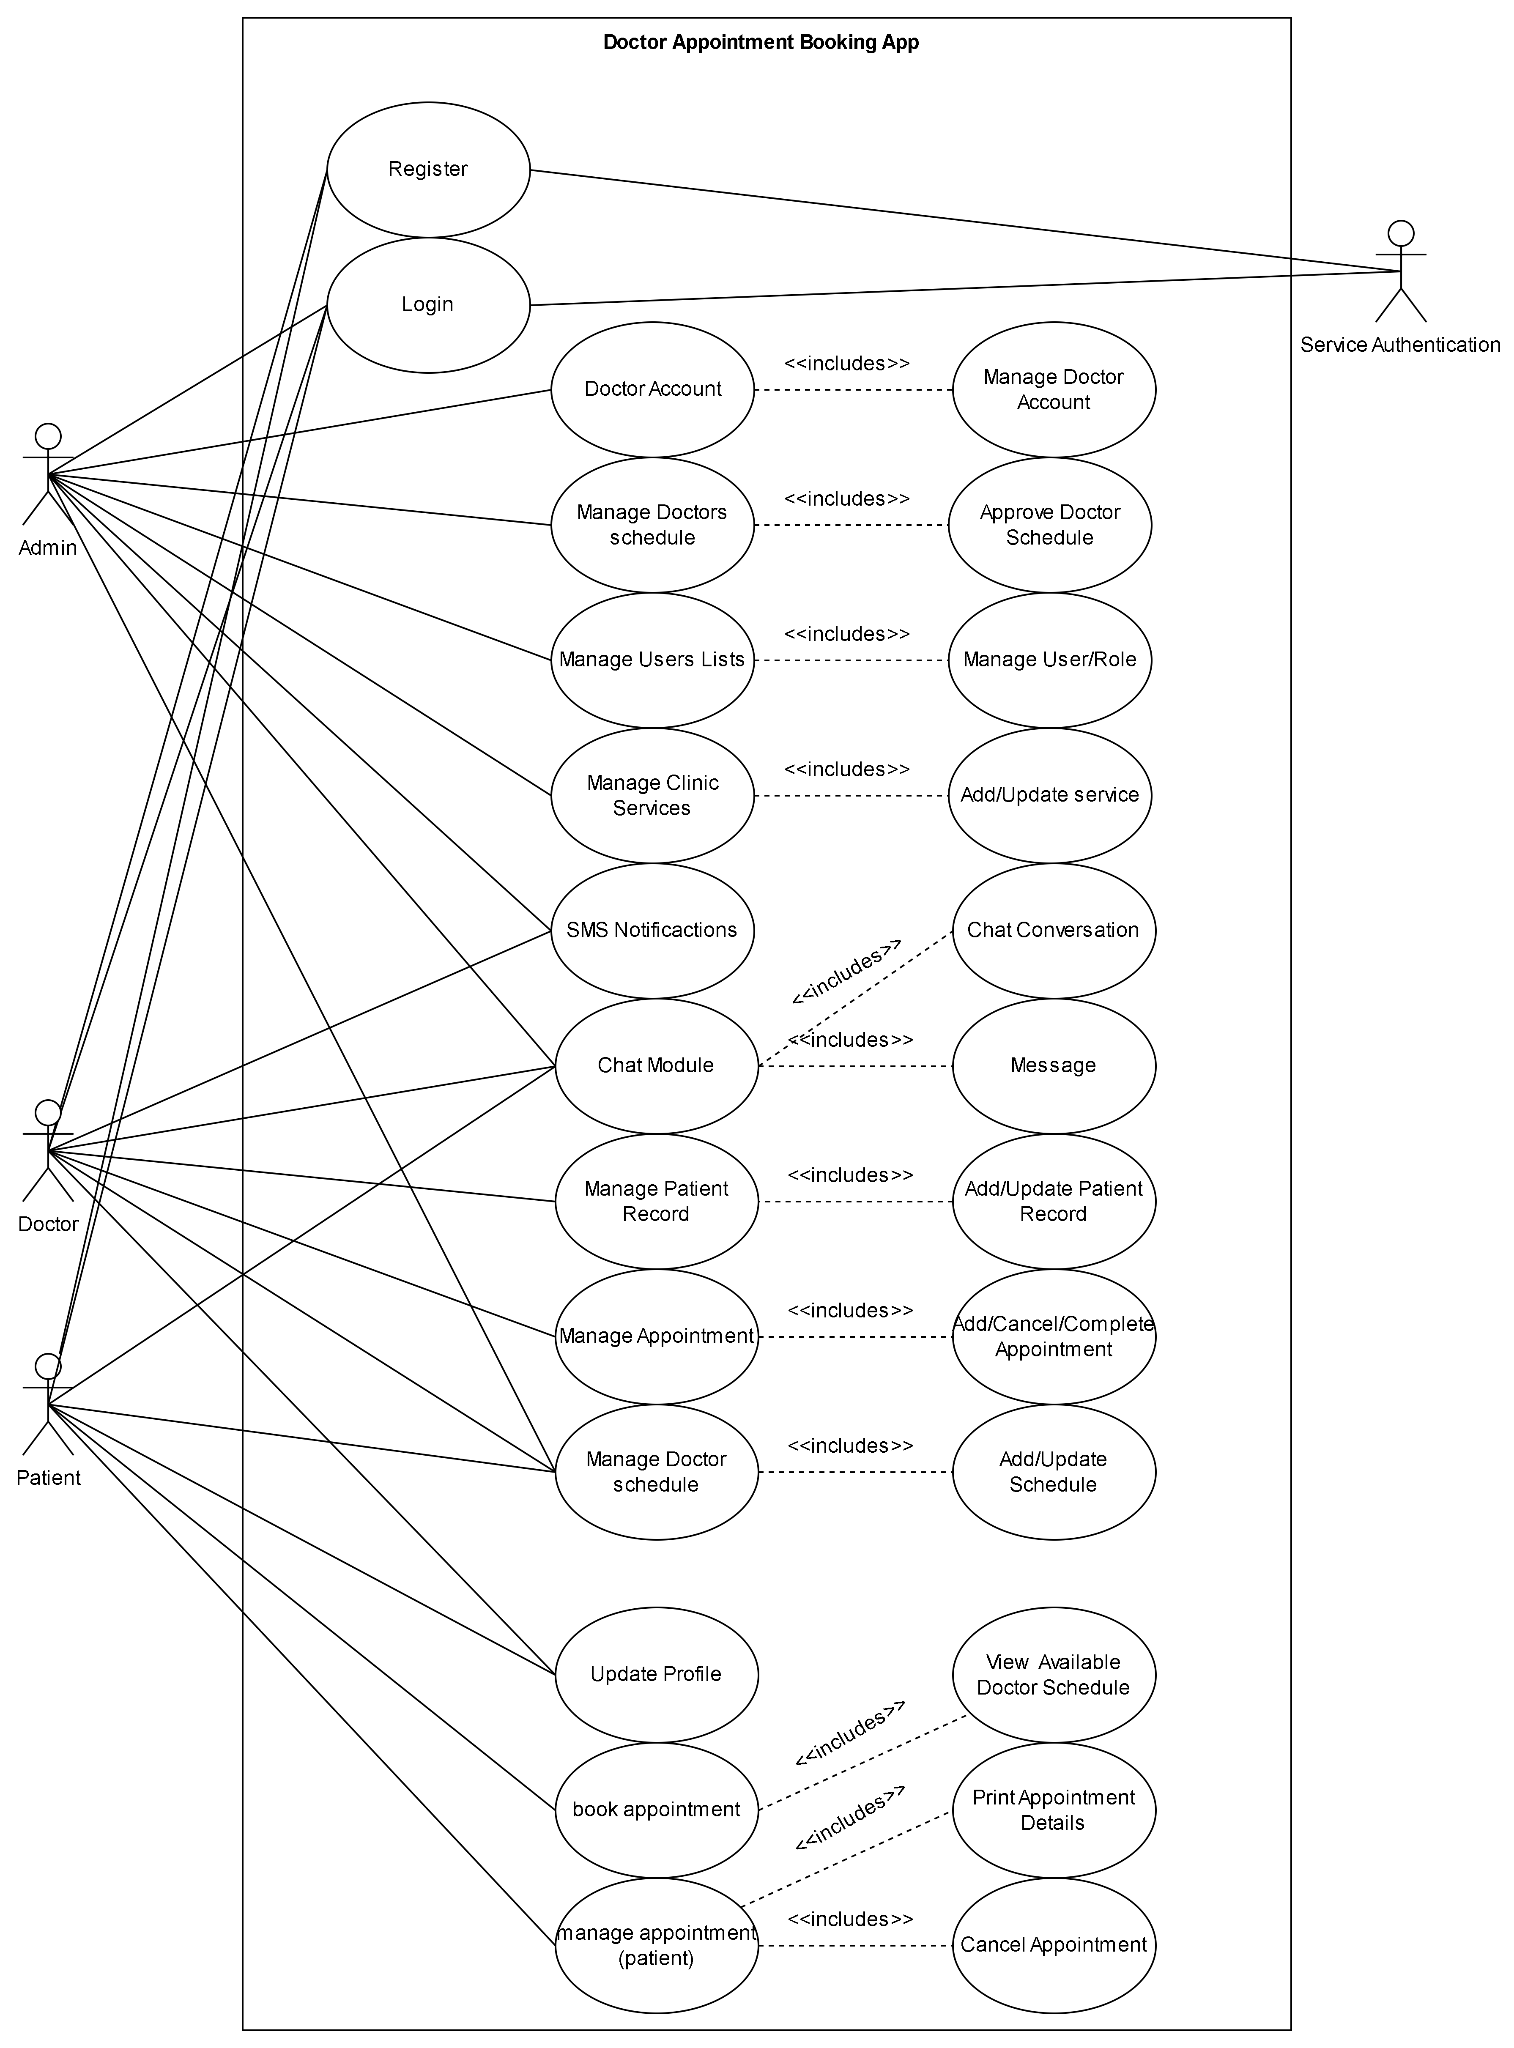 Doctor Appointment Booking App
Register
Login
Service Authentication
Doctor Account
<<includes>>
Manage Doctor
Account
Admin
Manage Doctors
schedule
<<includes>>
Approve Doctor
Schedule
Manage Users Lists
<<includes>>
Manage User/Role
Manage Clinic
Services
<<includes>>
Add/Update service
SMS Notificactions
<<includes>>
Chat Conversation
Chat Module
<<includes>>
Message
Doctor
Manage Patient
Record
<<includes>>
Add/Update Patient
Record
Manage Appointment
<<includes>>
Add/Cancel/Complete
Appointment
Patient
Manage Doctor
schedule
<<includes>>
Add/Update
Schedule
Update Profile
View Available
Doctor Schedule
<<includes>>
book appointment
<<includes>>
Print Appointment
Details
manage appointment
(patient)
<<includes>>
Cancel Appointment